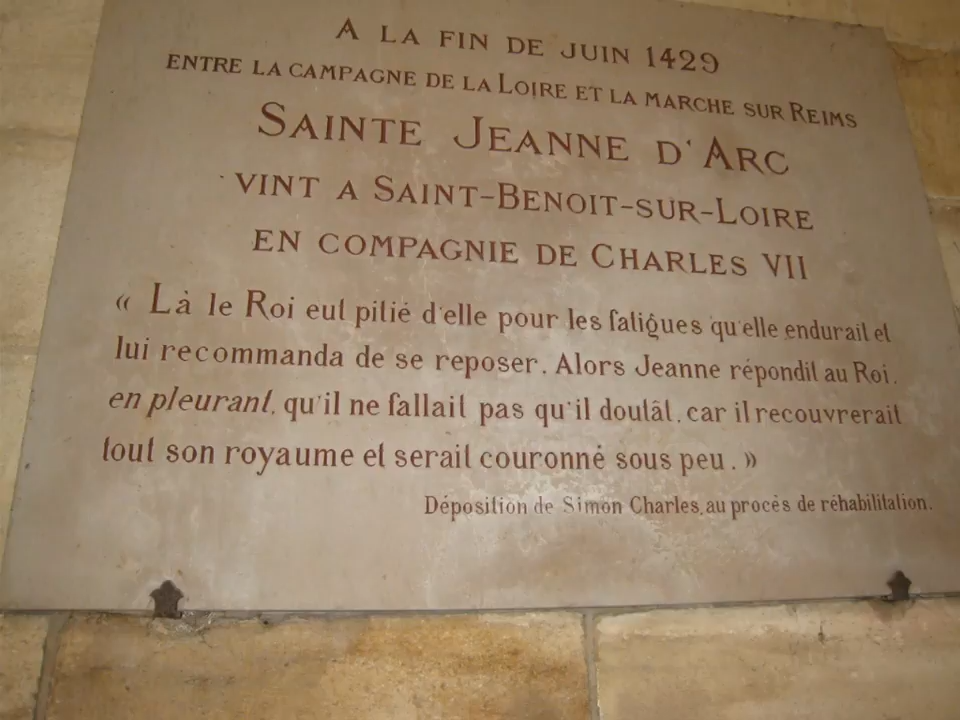 A LA FIN DE JUIN 1429
ENTRE LA CAMPAGNE DE LA LOIRE ET LA MARCHE SUR REIMS
SAINTE JEANNE D'ARC
VINT A SAINT-BENOIT-SUR-LOIRE
EN COMPAGNIE DE CHARLES VII
« Là le Roi eut pitié d'elle pour les fatigues qu'elle endurait et
lui recommanda de se reposer. Alors Jeanne répondit au Roi,
en pleurant, qu'il ne fallait pas qu'il doutât, car il recouvrerait
tout son royaume et serait couronné sous peu. »
Déposition de Simon Charles, au procès de réhabilitation.